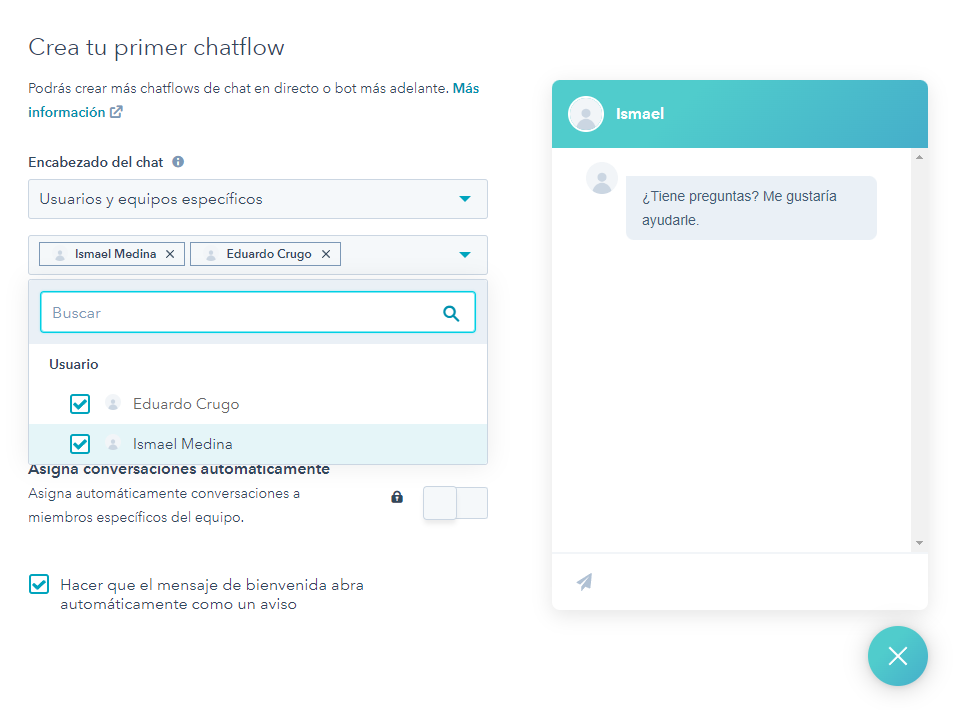 Crea tu primer chatflow
Podrás crear más chatflows de chat en directo o bot más adelante. Más
información
Encabezado del chat
Usuarios y equipos específicos
Ismael Medina
Eduardo Crugo
Buscar
Usuario
Eduardo Crugo
Ismael Medina
Asigna conversaciones automáticamente
Asigna automáticamente conversaciones a
miembros específicos del equipo.
Hacer que el mensaje de bienvenida abra
automáticamente como un aviso
Ismael
¿Tiene preguntas? Me gustaría
ayudarle.